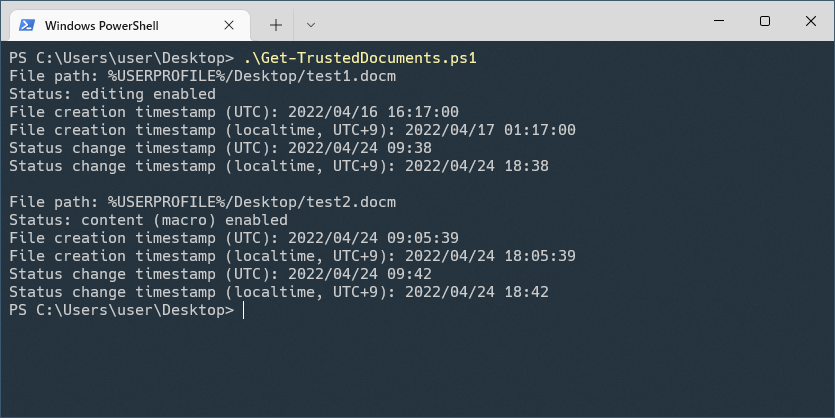 Windows PowerShell
PS C:\Users\user\Desktop> .\Get-TrustedDocuments.ps1
File path: %USERPROFILE%/Desktop/test1.docm
Status: editing enabled
File creation timestamp (UTC): 2022/04/16 16:17:00
File creation timestamp (localtime, UTC+9): 2022/04/17 01:17:00
Status change timestamp (UTC): 2022/04/24 09:38
Status change timestamp (localtime, UTC+9): 2022/04/24 18:38
File path: %USERPROFILE%/Desktop/test2.docm
Status: content (macro) enabled
File creation timestamp (UTC): 2022/04/24 09:05:39
File creation timestamp (localtime, UTC+9): 2022/04/24 18:05:39
Status change timestamp (UTC): 2022/04/24 09:42
Status change timestamp (localtime, UTC+9): 2022/04/24 18:42
PS C:\Users\user\Desktop>